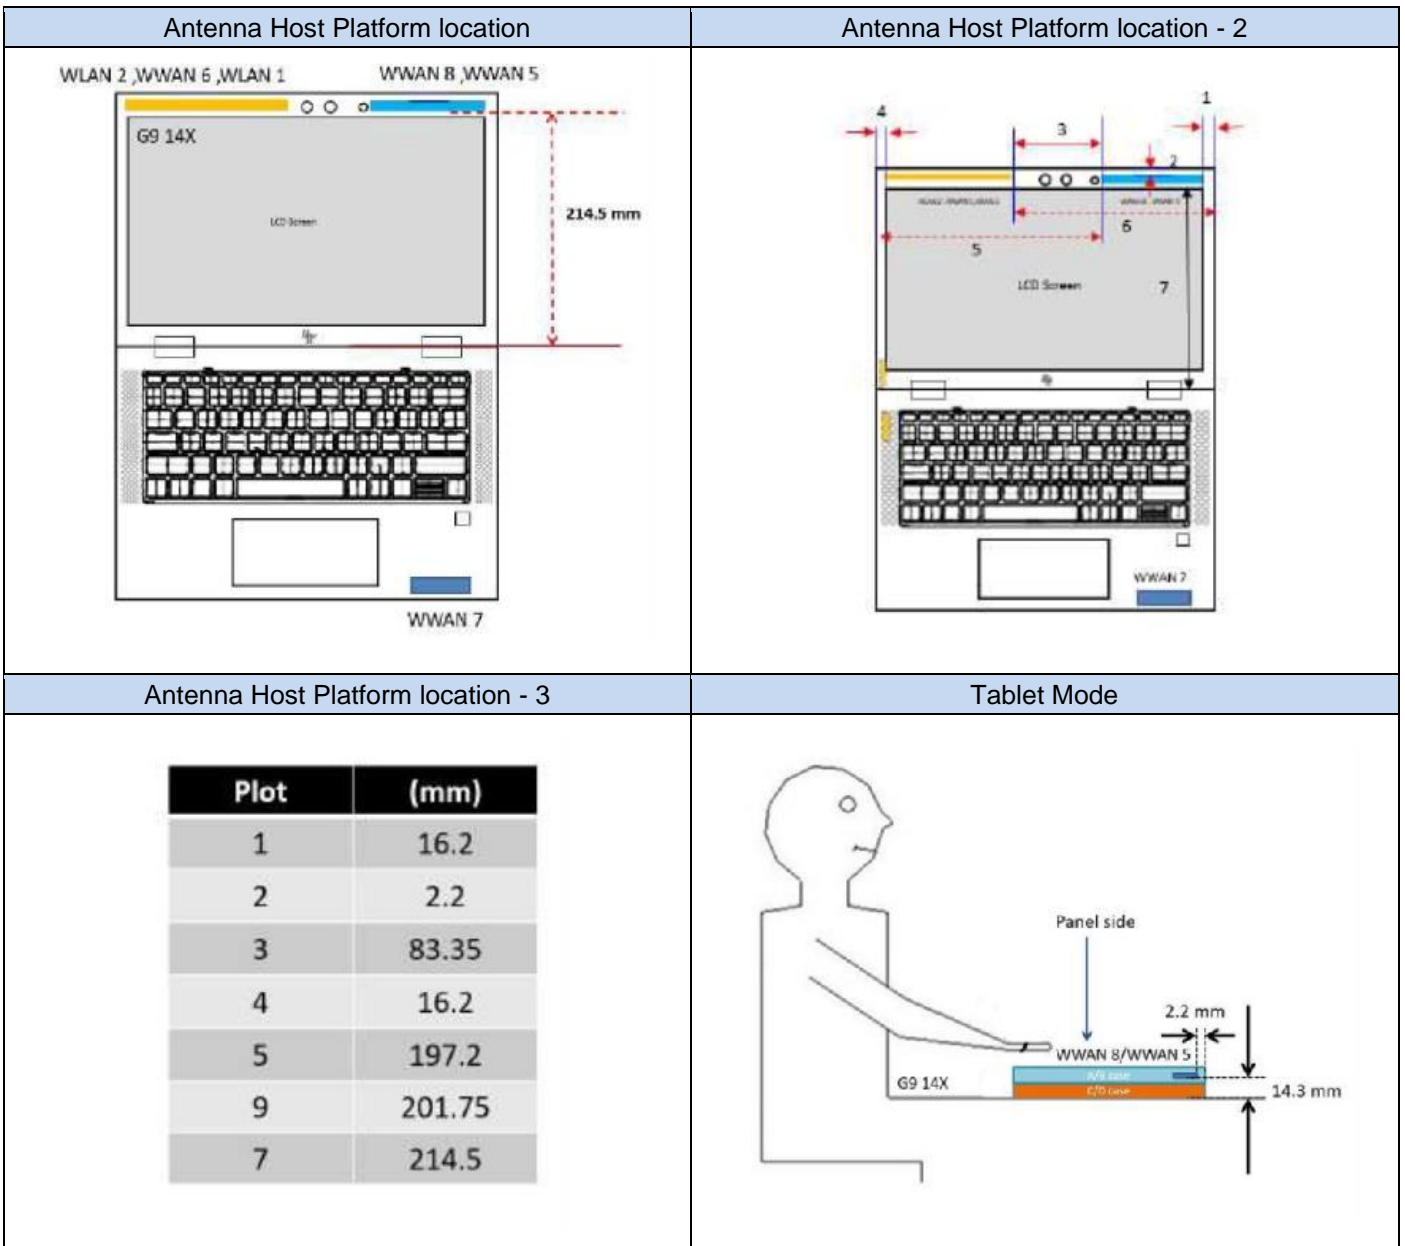 Antenna Host Platform location
Antenna Host Platform location - 2
WLAN 2 ,WWAN 6 ,WLAN 1
WWAN 8 ,WWAN 5
G9 14X
LCD Screen
214.5 mm
hp
WWAN 7
4
1
3
2
6
5
LCD Screen
7
hp
WWAN 7
Antenna Host Platform location - 3
Tablet Mode
Plot (mm)
1 16.2
2 2.2
3 83.35
4 16.2
5 197.2
9 201.75
7 214.5
Panel side
2.2 mm
WWAN 8/WWAN 5
G9 14X
A/B case
C/D case
14.3 mm